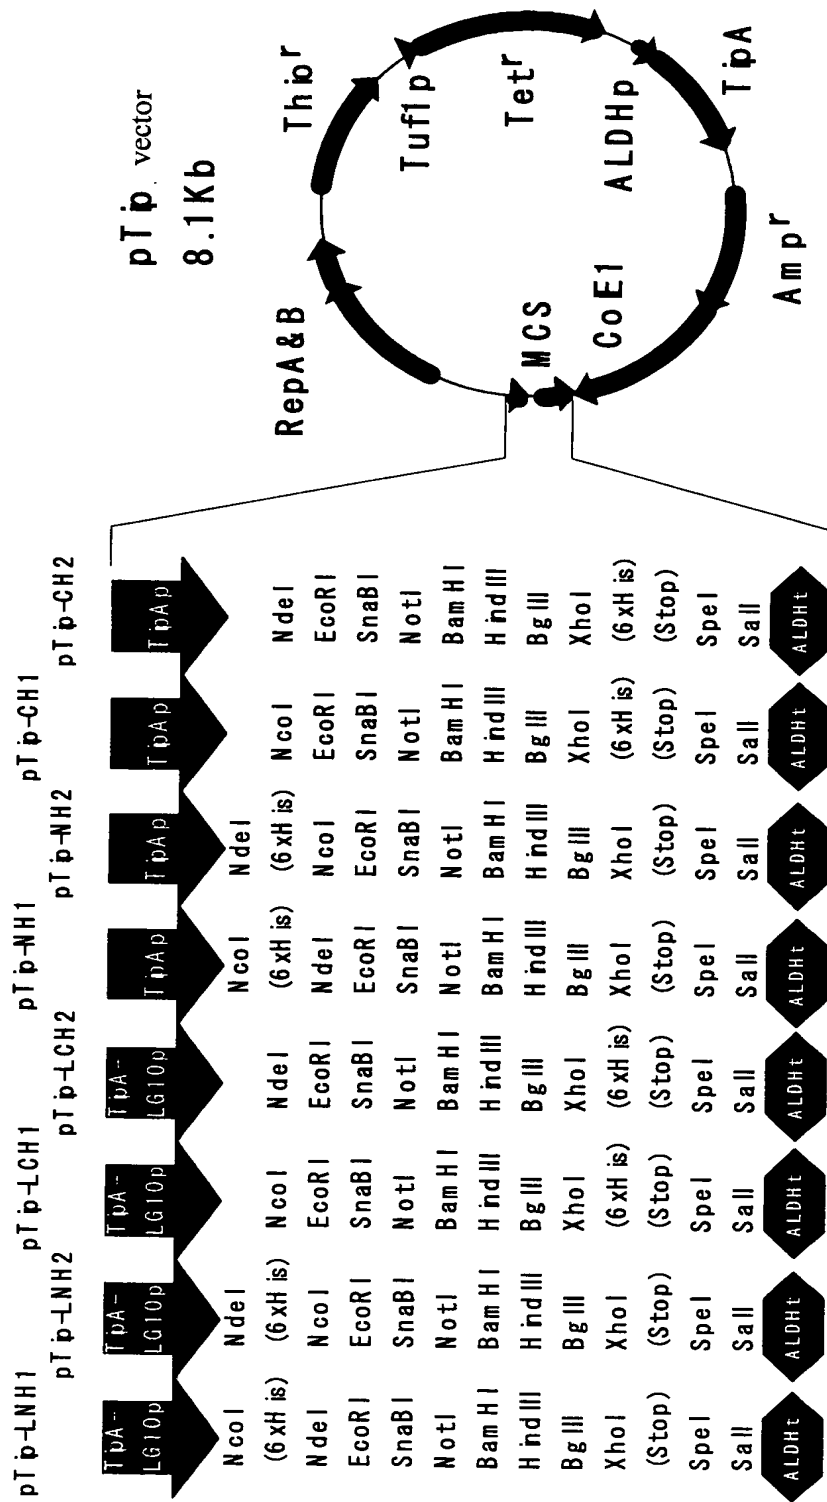 pTip vector
8.1Kb
RepA&B
Thio r
Tuf1p
Tet r
ALDHp
TipA
Amp r
CoE1
MCS
pTip-LNH1
TipA-
LG10p
NcoI
(6xHis)
NdeI
EcoRI
SnaBI
NotI
BamHI
HindIII
BglII
XhoI
(Stop)
SpeI
SalI
ALDHt
pTip-LNH2
TipA-
LG10p
NdeI
(6xHis)
NcoI
EcoRI
SnaBI
NotI
BamHI
HindIII
BglII
XhoI
(Stop)
SpeI
SalI
ALDHt
pTip-LCH1
TipA-
LG10p
NcoI
EcoRI
SnaBI
NotI
BamHI
HindIII
BglII
XhoI
(6xHis)
(Stop)
SpeI
SalI
ALDHt
pTip-LCH2
TipA-
LG10p
NdeI
EcoRI
SnaBI
NotI
BamHI
HindIII
BglII
XhoI
(6xHis)
(Stop)
SpeI
SalI
ALDHt
pTip-NH1
TipAp
NcoI
(6xHis)
NdeI
EcoRI
SnaBI
NotI
BamHI
HindIII
BglII
XhoI
(Stop)
SpeI
SalI
ALDHt
pTip-NH2
TipAp
NdeI
(6xHis)
NcoI
EcoRI
SnaBI
NotI
BamHI
HindIII
BglII
XhoI
(Stop)
SpeI
SalI
ALDHt
pTip-CH1
TipAp
NcoI
EcoRI
SnaBI
NotI
BamHI
HindIII
BglII
XhoI
(6xHis)
(Stop)
SpeI
SalI
ALDHt
pTip-CH2
TipAp
NdeI
EcoRI
SnaBI
NotI
BamHI
HindIII
BglII
XhoI
(6xHis)
(Stop)
SpeI
SalI
ALDHt